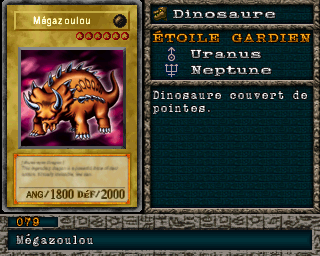 Mégazoulou
ANG/1800 DÉF/2000
Dinosaure
ÉTOILE GARDIEN
Uranus
Neptune
Dinosaure couvert de
pointes.
079
Mégazoulou